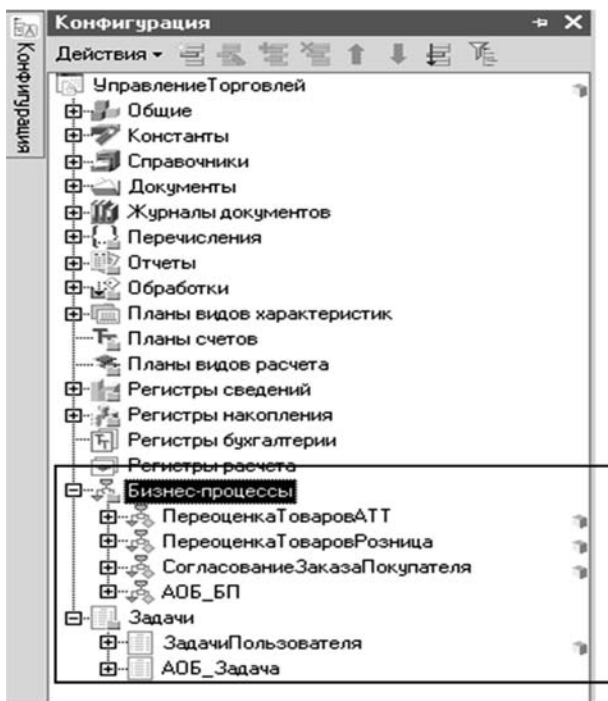 Конфигурация
Конфигурация
Действия
УправлениеТорговлей
Общие
Константы
Справочники
Документы
Журналы документов
Перечисления
Отчеты
Обработки
Планы видов характеристик
Планы счетов
Планы видов расчета
Регистры сведений
Регистры накопления
Регистры бухгалтерии
Регистры расчета
Бизнес-процессы
ПереоценкаТоваровАТТ
ПереоценкаТоваровРозница
СогласованиеЗаказаПокупателя
АОБ_БП
Задачи
ЗадачиПользователя
АОБ_Задача